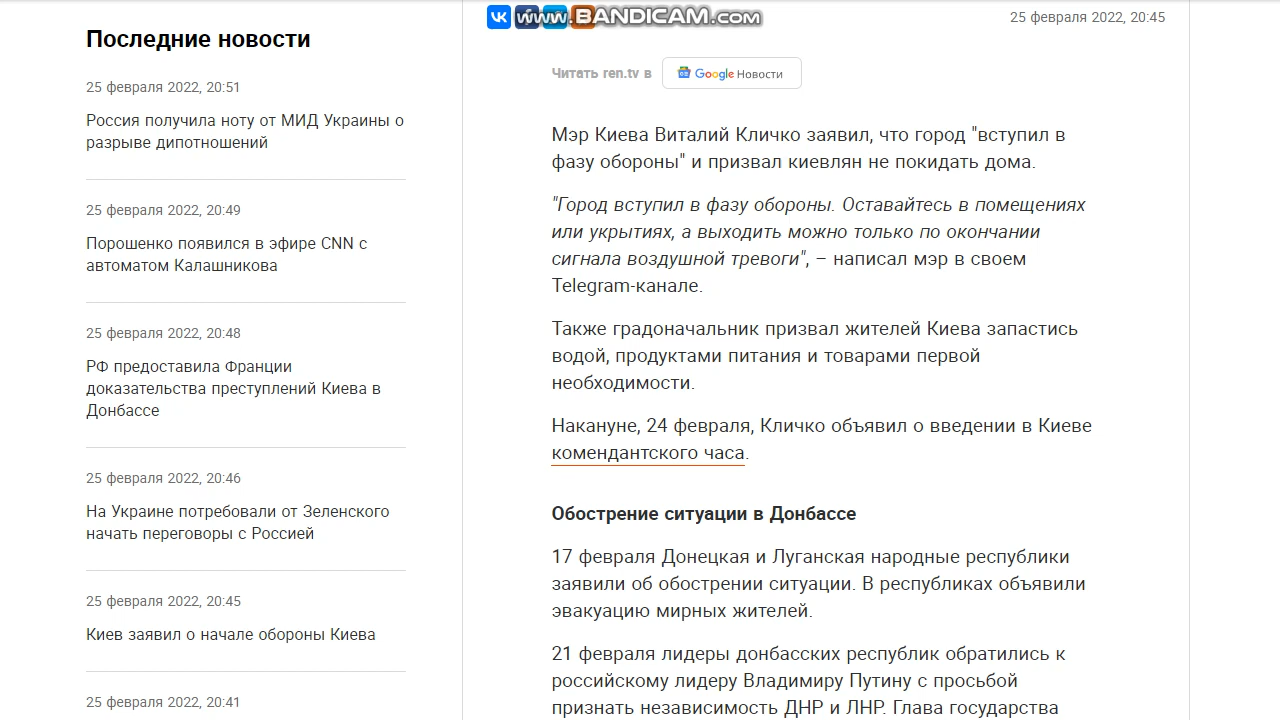 Последние новости
25 февраля 2022, 20:51
Россия получила ноту от МИД Украины о
разрыве дипотношений
25 февраля 2022, 20:49
Порошенко появился в эфире CNN с
автоматом Калашникова
25 февраля 2022, 20:48
РФ предоставила Франции
доказательства преступлений Киева в
Донбассе
25 февраля 2022, 20:46
На Украине потребовали от Зеленского
начать переговоры с Россией
25 февраля 2022, 20:45
Киев заявил о начале обороны Киева
25 февраля 2022, 20:41
www.BANDICAM.com
25 февраля 2022, 20:45
Читать ren.tv в
Google Новости
Мэр Киева Виталий Кличко заявил, что город "вступил в
фазу обороны" и призвал киевлян не покидать дома.
"Город вступил в фазу обороны. Оставайтесь в помещениях
или укрытиях, а выходить можно только по окончании
сигнала воздушной тревоги", – написал мэр в своем
Telegram-канале.
Также градоначальник призвал жителей Киева запастись
водой, продуктами питания и товарами первой
необходимости.
Накануне, 24 февраля, Кличко объявил о введении в Киеве
комендантского часа.
Обострение ситуации в Донбассе
17 февраля Донецкая и Луганская народные республики
заявили об обострении ситуации. В республиках объявили
эвакуацию мирных жителей.
21 февраля лидеры донбасских республик обратились к
российскому лидеру Владимиру Путину с просьбой
признать независимость ДНР и ЛНР. Глава государства